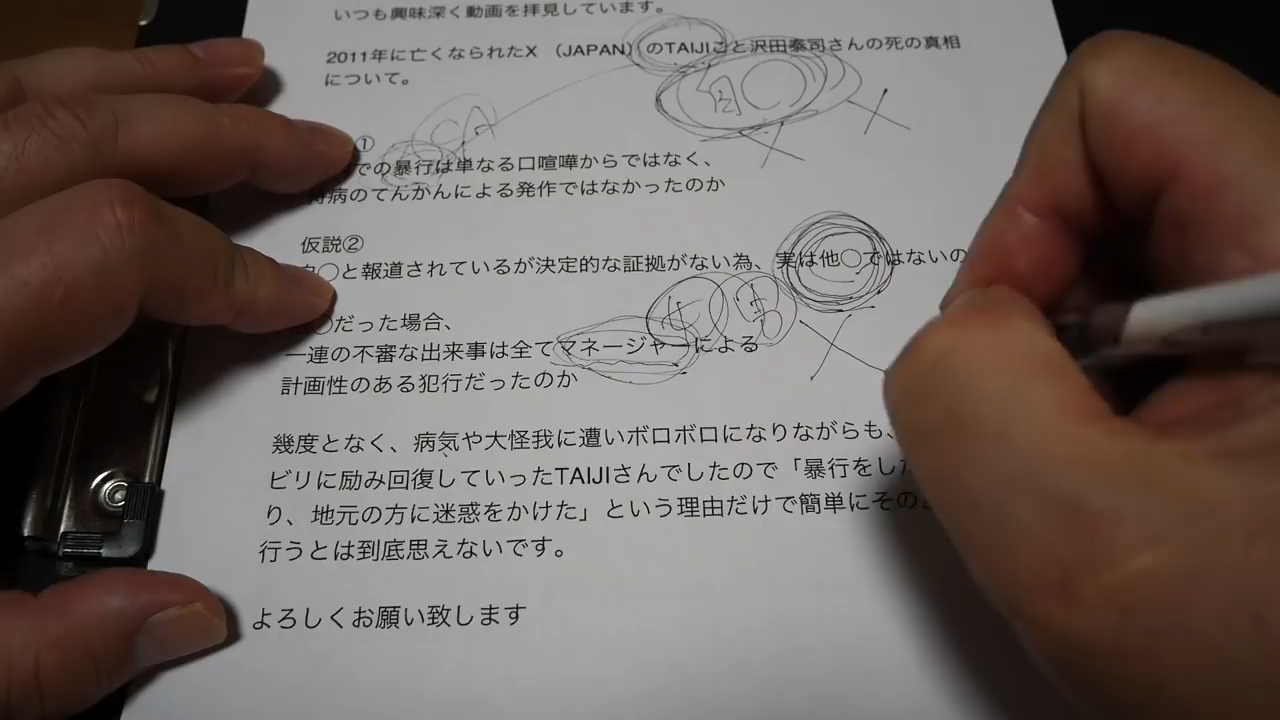 いつも興味深く動画を拝見しています。
2011年に亡くなられたX （JAPAN）のTAIJIこと沢田泰司さんの死の真相
について。
自〇
①
での暴行は単なる口喧嘩からではなく、
持病のてんかんによる発作ではなかったのか
仮説②
自〇と報道されているが決定的な証拠がない為、実は他〇ではないの
〇だった場合、
女 男
一連の不審な出来事は全てマネージャーによる
計画性のある犯行だったのか
幾度となく、病気や大怪我に遭いボロボロになりながらも、
ビリに励み回復していったTAIJIさんでしたので「暴行をした
り、地元の方に迷惑をかけた」という理由だけで簡単にその
行うとは到底思えないです。
よろしくお願い致します